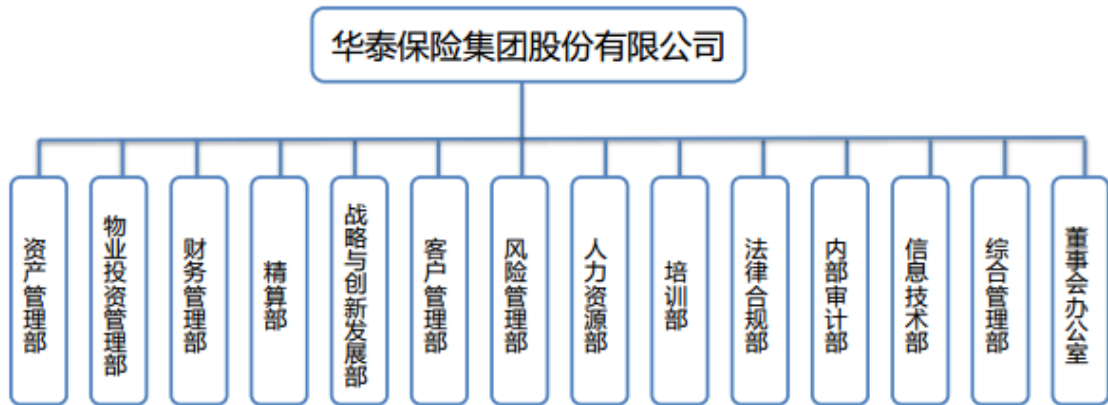 华泰保险集团股份有限公司
资产管理部
物业投资管理部
财务管理部
精算部
战略与创新发展部
客户管理部
风险管理部
人力资源部
培训部
法律合规部
内部审计部
信息技术部
综合管理部
董事会办公室